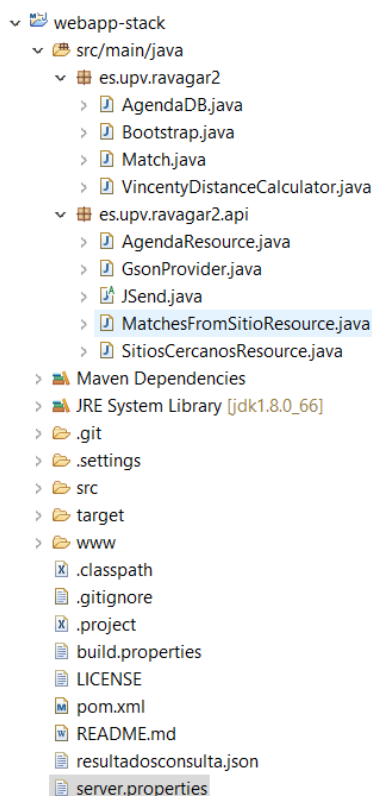 webapp-stack
src/main/java
es.upv.ravagar2
AgendaDB.java
Bootstrap.java
Match.java
VincentyDistanceCalculator.java
es.upv.ravagar2.api
AgendaResource.java
GsonProvider.java
JSend.java
MatchesFromSitioResource.java
SitiosCercanosResource.java
Maven Dependencies
JRE System Library [jdk1.8.0_66]
.git
.settings
src
target
www
.classpath
.gitignore
.project
build.properties
LICENSE
pom.xml
README.md
resultadosconsulta.json
server.properties